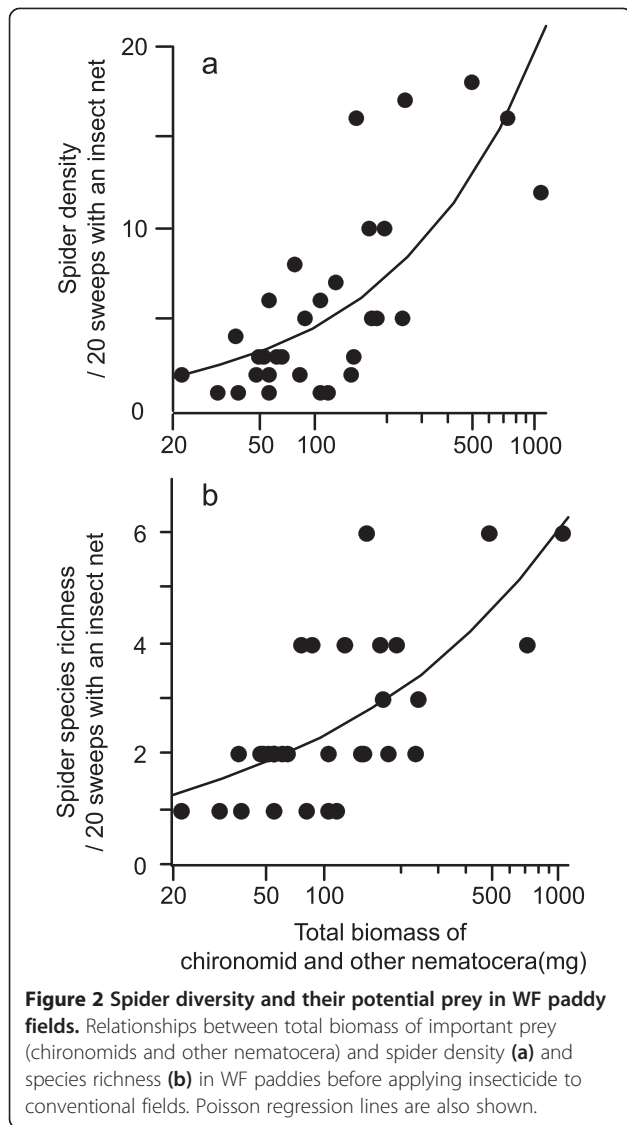 20
a
10
0
Spider density
/ 20 sweeps with an insect net
20 50 100 500 1000
b
6
4
2
0
Spider species richness
/ 20 sweeps with an insect net
20 50 100 500 1000
Total biomass of
chironomid and other nematocera(mg)
Figure 2 Spider diversity and their potential prey in WF paddy
fields. Relationships between total biomass of important prey
(chironomids and other nematocera) and spider density (a) and
species richness (b) in WF paddies before applying insecticide to
conventional fields. Poisson regression lines are also shown.